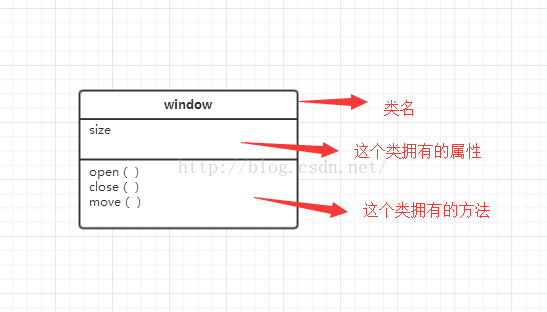 window
类名
size
这个类拥有的属性
http://blog.csdn.net/
open ( )
close ( )
move ( )
这个类拥有的方法